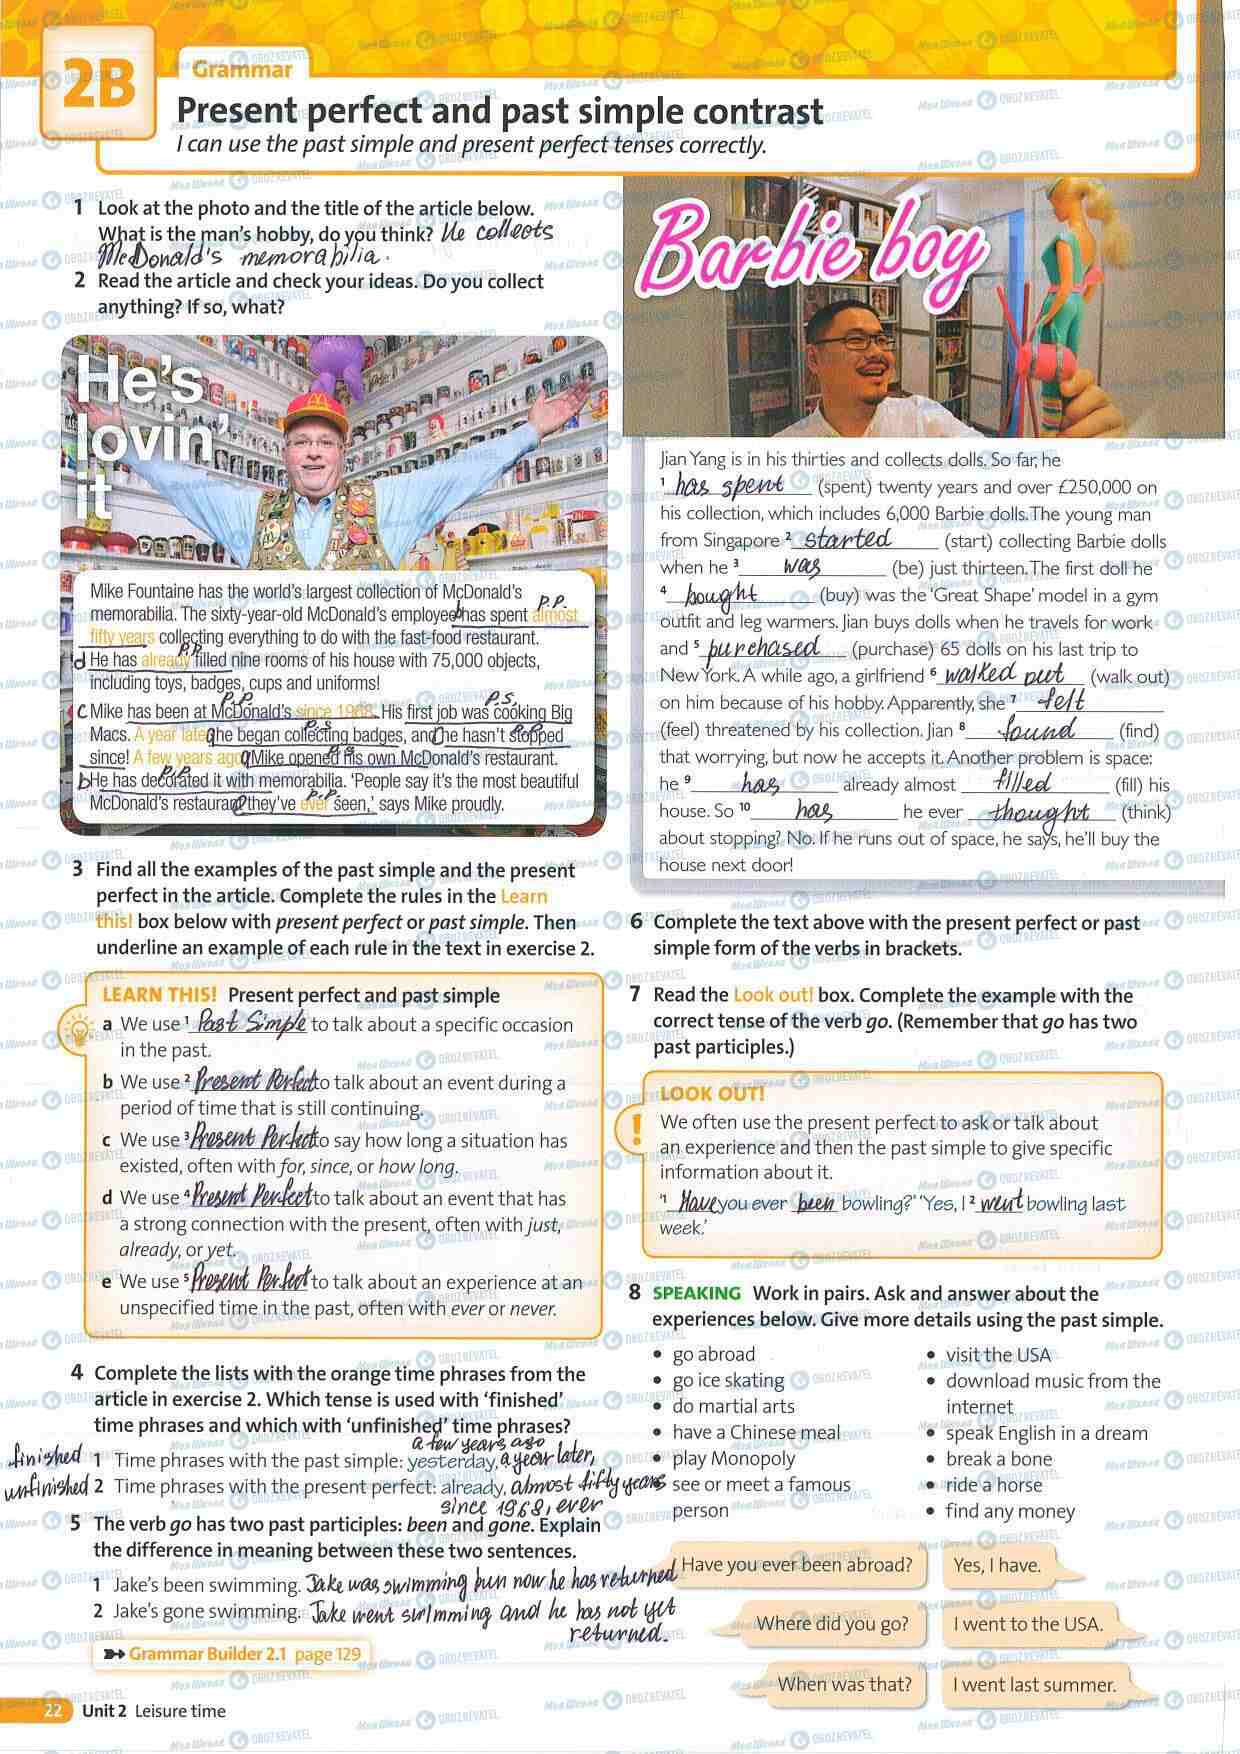 2B
Grammar
Present perfect and past simple contrast
I can use the past simple and present perfect tenses correctly.
1 Look at the photo and the title of the article below.
What is the man's hobby, do you think? He collects
McDonald's memorabilia.
2 Read the article and check your ideas. Do you collect
anything? If so, what?
He's
lovin'
it
Mike Fountaine has the world's largest collection of McDonald's
memorabilia. The sixty-year-old McDonald's employee b has spent almost P.P.
fifty years collecting everything to do with the fast-food restaurant.
d He has already filled nine rooms of his house with 75,000 objects, P.P.
including toys, badges, cups and uniforms!
c Mike has been at McDonald's since 1968. His first job was cooking Big P.P. P.S.
Macs. A year later he began collecting badges, and he hasn't stopped P.S. P.P.
since! A few years ago Mike opened his own McDonald's restaurant. P.S.
b He has decorated it with memorabilia. 'People say it's the most beautiful P.P.
McDonald's restaurant they've ever seen,' says Mike proudly. P.P.
3 Find all the examples of the past simple and the present
perfect in the article. Complete the rules in the Learn
this! box below with present perfect or past simple. Then
underline an example of each rule in the text in exercise 2.
LEARN THIS! Present perfect and past simple
a We use 1 Past Simple to talk about a specific occasion
in the past.
b We use 2 Present Perfect to talk about an event during a
period of time that is still continuing.
c We use 3 Present Perfect to say how long a situation has
existed, often with for, since, or how long.
d We use 4 Present Perfect to talk about an event that has
a strong connection with the present, often with just,
already, or yet.
e We use 5 Present Perfect to talk about an experience at an
unspecified time in the past, often with ever or never.
4 Complete the lists with the orange time phrases from the
article in exercise 2. Which tense is used with 'finished'
time phrases and which with 'unfinished' time phrases?
a few years ago
finished 1 Time phrases with the past simple: yesterday, a year later,
unfinished 2 Time phrases with the present perfect: already, almost fifty years
since 1968, ever
5 The verb go has two past participles: been and gone. Explain
the difference in meaning between these two sentences.
1 Jake's been swimming. Jake was swimming bun now he has returned
2 Jake's gone swimming. Jake went swimming and he has not yet
returned.
Grammar Builder 2.1 page 129
22 Unit 2 Leisure time
Barbie boy
Jian Yang is in his thirties and collects dolls. So far, he
1 has spent (spent) twenty years and over £250,000 on
his collection, which includes 6,000 Barbie dolls. The young man
from Singapore 2 started (start) collecting Barbie dolls
when he 3 was (be) just thirteen. The first doll he
4 bought (buy) was the 'Great Shape' model in a gym
outfit and leg warmers. Jian buys dolls when he travels for work
and 5 purchased (purchase) 65 dolls on his last trip to
New York. A while ago, a girlfriend 6 walked out (walk out)
on him because of his hobby. Apparently, she 7 felt
(feel) threatened by his collection. Jian 8 found (find)
that worrying, but now he accepts it. Another problem is space:
he 9 has already almost filled (fill) his
house. So 10 has he ever thought (think)
about stopping? No. If he runs out of space, he says, he'll buy the
house next door!
6 Complete the text above with the present perfect or past
simple form of the verbs in brackets.
7 Read the Look out! box. Complete the example with the
correct tense of the verb go. (Remember that go has two
past participles.)
LOOK OUT!
We often use the present perfect to ask or talk about
an experience and then the past simple to give specific
information about it.
'1 Have you ever been bowling?' 'Yes, I 2 went bowling last
week.'
8 SPEAKING Work in pairs. Ask and answer about the
experiences below. Give more details using the past simple.
• go abroad
• go ice skating
• do martial arts
• have a Chinese meal
• play Monopoly
• see or meet a famous
person
• visit the USA
• download music from the
internet
• speak English in a dream
• break a bone
• ride a horse
• find any money
Have you ever been abroad? Yes, I have.
Where did you go? I went to the USA.
When was that? I went last summer.